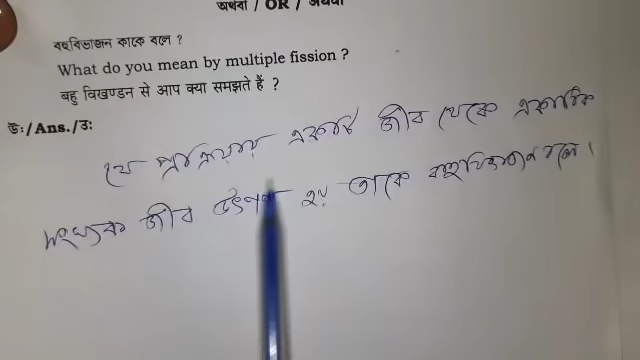 অথবা / OR / अथवा
বহুবিভাজন কাকে বলে ?
What do you mean by multiple fission ?
बहु विखण्डन से आप क्या समझते हैं ?
উঃ/Ans./उ:
যে প্রক্রিয়ায় একটি জীব থেকে একাধিক
সংখ্যক জীব উৎপন্ন হয় তাকে বহুবিভাজন বলে।